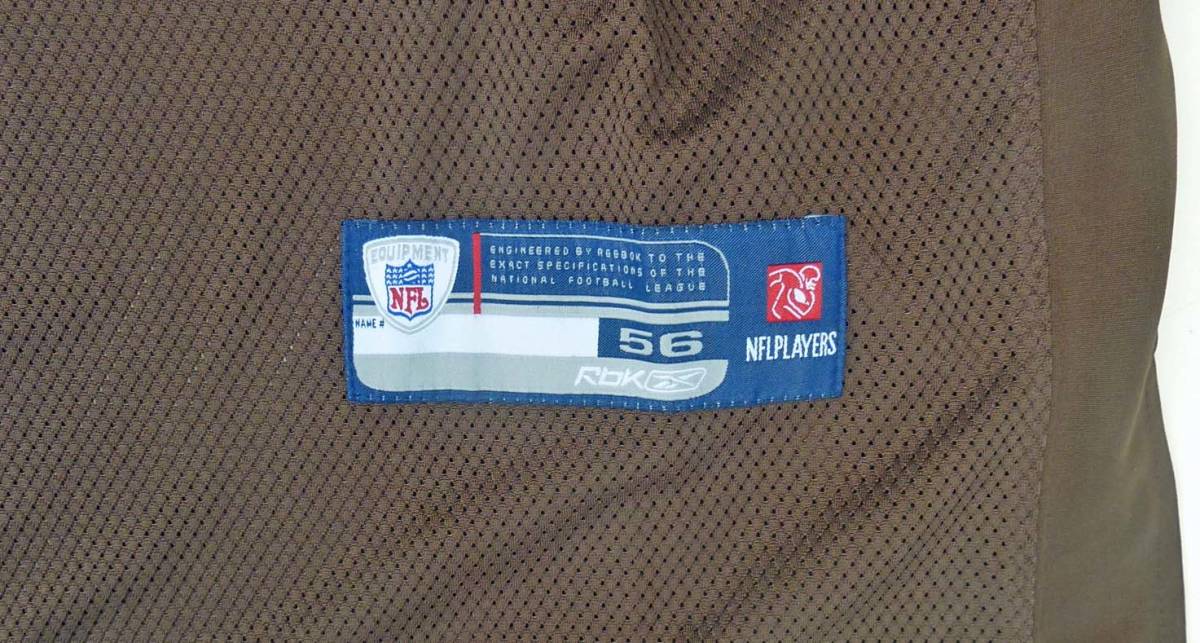 EQUIPMENT
NFL
ENGINEERED BY REEBOK TO THE
EXACT SPECIFICATIONS OF THE
NATIONAL FOOTBALL LEAGUE
NAME #
56
RbK
NFLPLAYERS